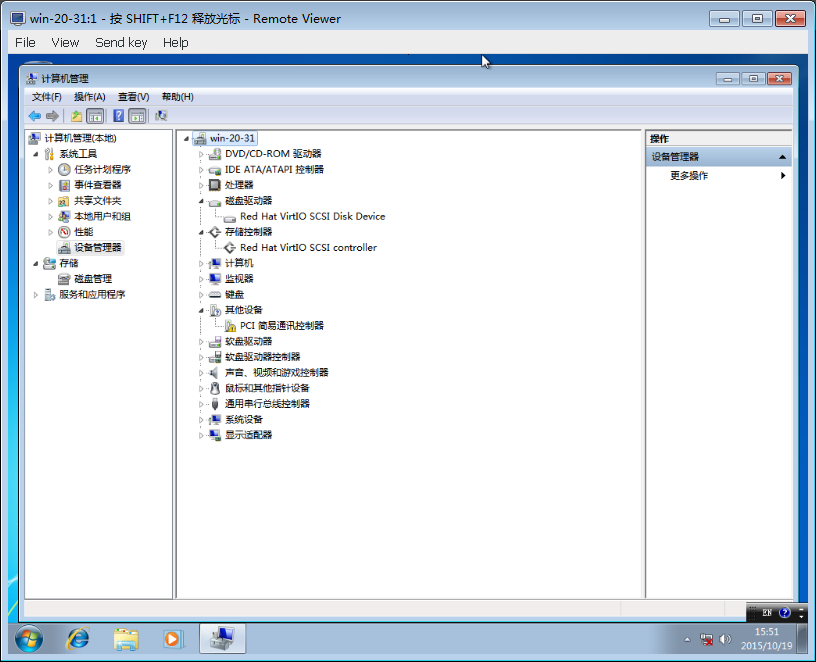 win-20-31:1 - 按 SHIFT+F12 释放光标 - Remote Viewer
File View Send key Help
计算机管理
文件(F) 操作(A) 查看(V) 帮助(H)
计算机管理(本地)
系统工具
任务计划程序
事件查看器
共享文件夹
本地用户和组
性能
设备管理器
存储
磁盘管理
服务和应用程序
win-20-31
DVD/CD-ROM 驱动器
IDE ATA/ATAPI 控制器
处理器
磁盘驱动器
Red Hat VirtIO SCSI Disk Device
存储控制器
Red Hat VirtIO SCSI controller
计算机
监视器
键盘
其他设备
PCI 简易通讯控制器
软盘驱动器
软盘驱动器控制器
声音、视频和游戏控制器
鼠标和其他指针设备
通用串行总线控制器
系统设备
显示适配器
操作
设备管理器
更多操作
EN
15:51
2015/10/19